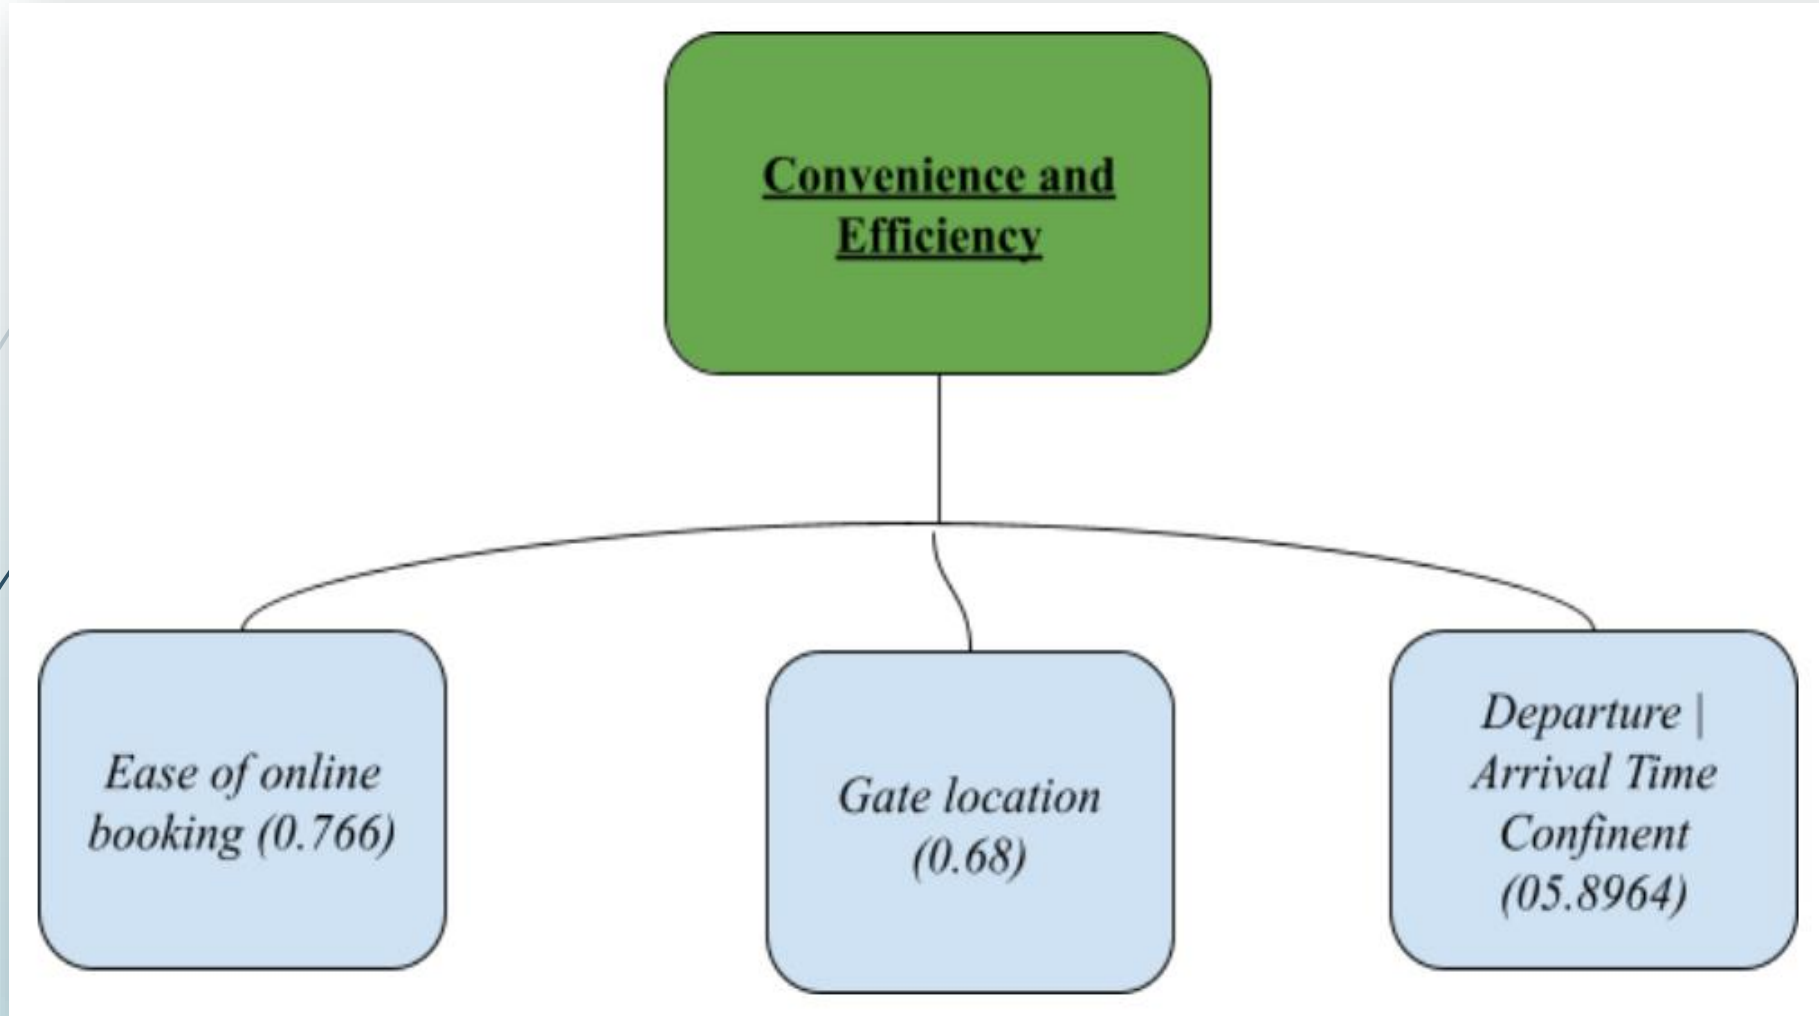 Convenience and
Efficiency
Ease of online
booking (0.766)
Gate location
(0.68)
Departure |
Arrival Time
Confinent
(05.8964)